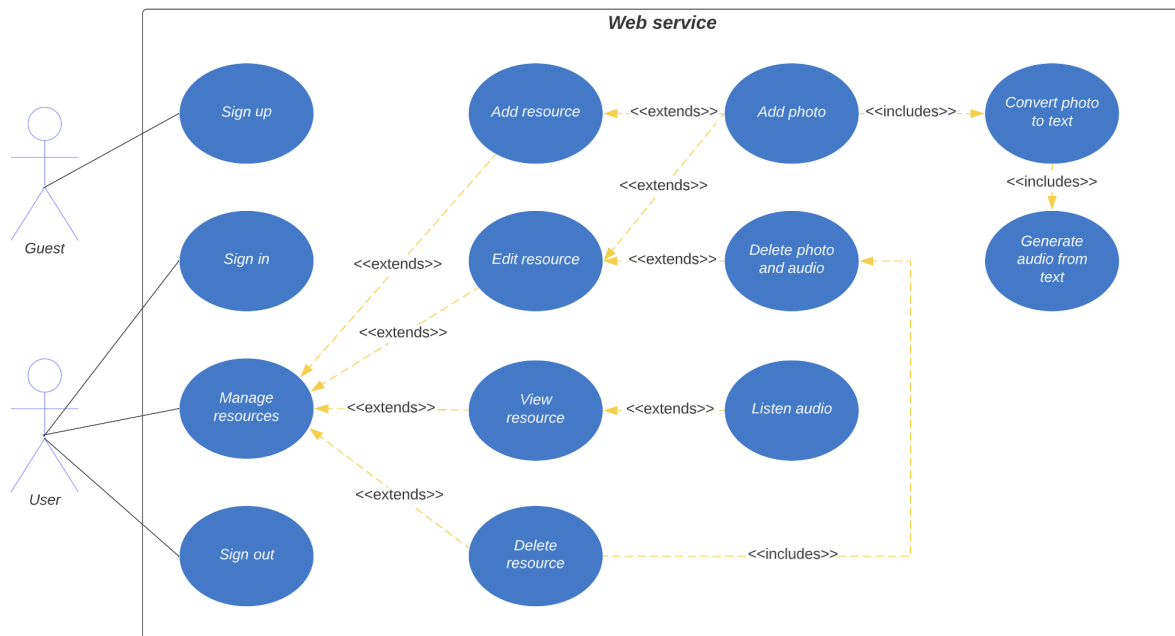 Web service
Sign up
Add resource
<<extends>>
Add photo
<<includes>>
Convert photo
to text
<<extends>>
<<includes>>
Guest
Sign in
<<extends>>
Edit resource
<<extends>>
Delete photo
and audio
Generate
audio from
text
<<extends>>
Manage
resources
<<extends>>
View
resource
<<extends>>
Listen audio
User
<<extends>>
Sign out
Delete
resource
<<includes>>